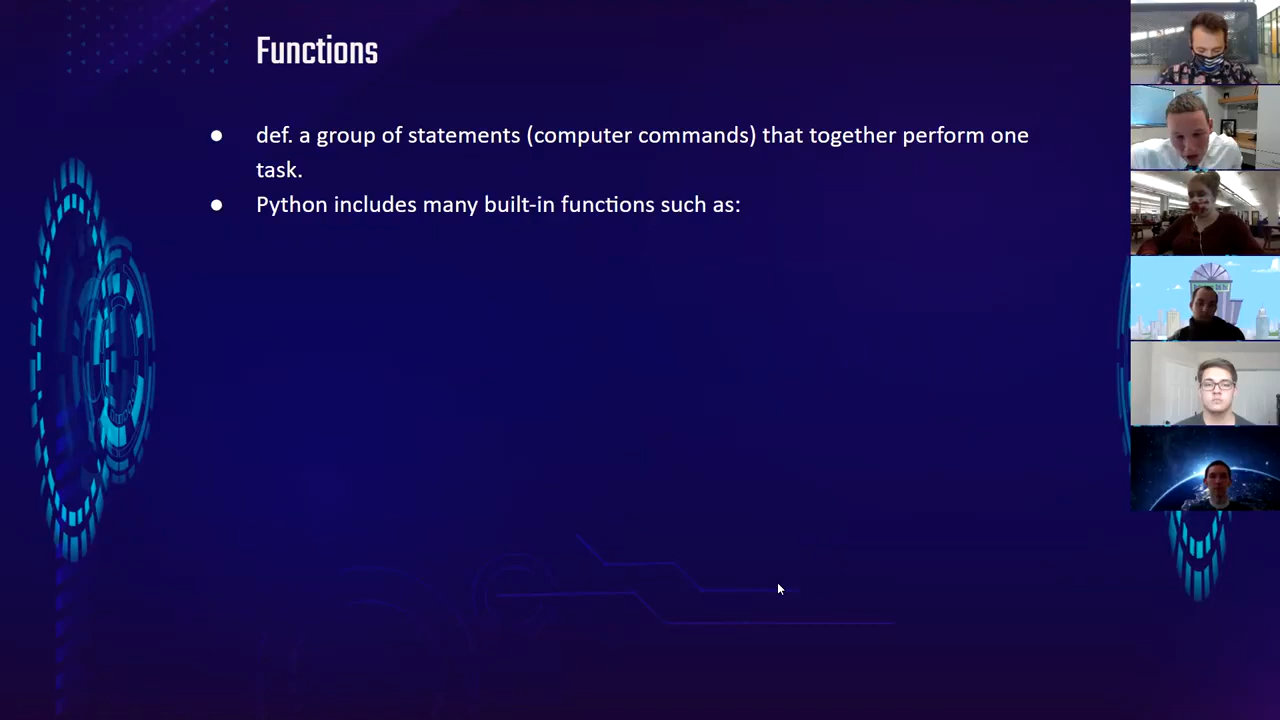 Functions
● def. a group of statements (computer commands) that together perform one
task.
● Python includes many built-in functions such as: